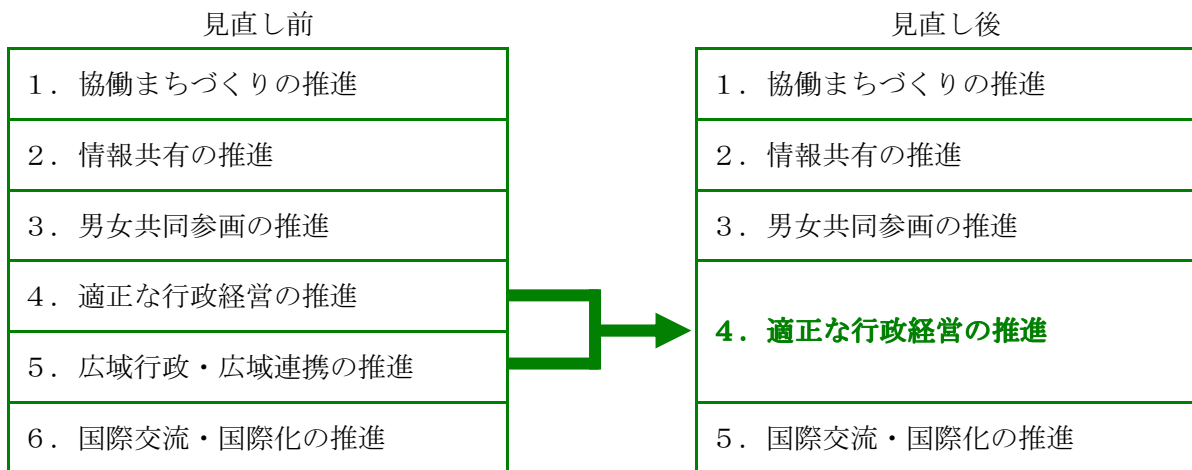 見直し前
１．協働まちづくりの推進
２．情報共有の推進
３．男女共同参画の推進
４．適正な行政経営の推進
５．広域行政・広域連携の推進
６．国際交流・国際化の推進
見直し後
１．協働まちづくりの推進
２．情報共有の推進
３．男女共同参画の推進
４．適正な行政経営の推進
５．国際交流・国際化の推進